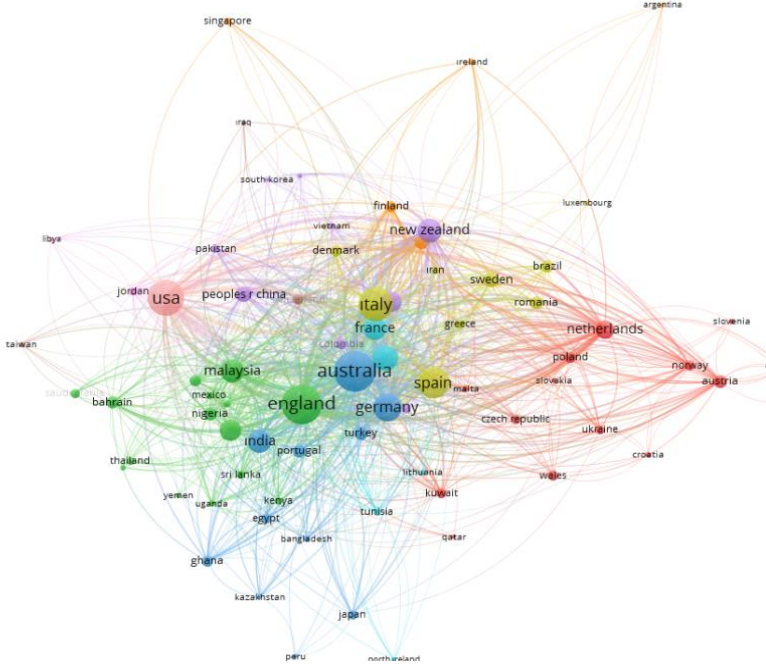 argentina
singapore
ireland
iraq
south korea
luxembourg
finland
vietnam
new zealand
libya
pakistan
denmark
iran
brazil
sweden
jordan
usa
peoples r china
italy
romania
slovenia
france
greece
netherlands
taiwan
colombia
poland
malaysia
australia
norway
spain
slovakia
austria
malta
saudi arabia
mexico
bahrain
england
nigeria
germany
czech republic
turkey
ukraine
india
portugal
croatia
thailand
sri lanka
lithuania
wales
yemen
uganda
kenya
kuwait
egypt
tunisia
bangladesh
qatar
ghana
kazakhstan
japan
peru
north ireland